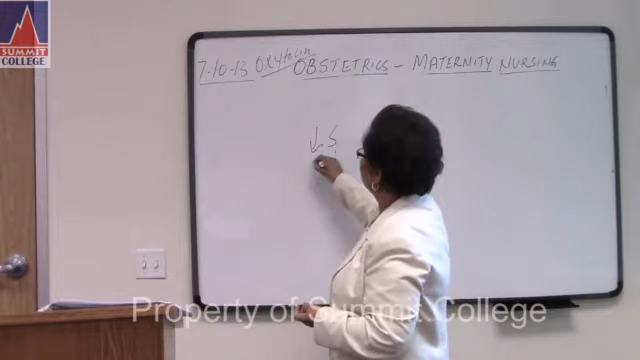 SUMMIT
COLLEGE
7-10-13 Oxytocin OBSTETRICS – MATERNITY NURSING
Property of Summit College